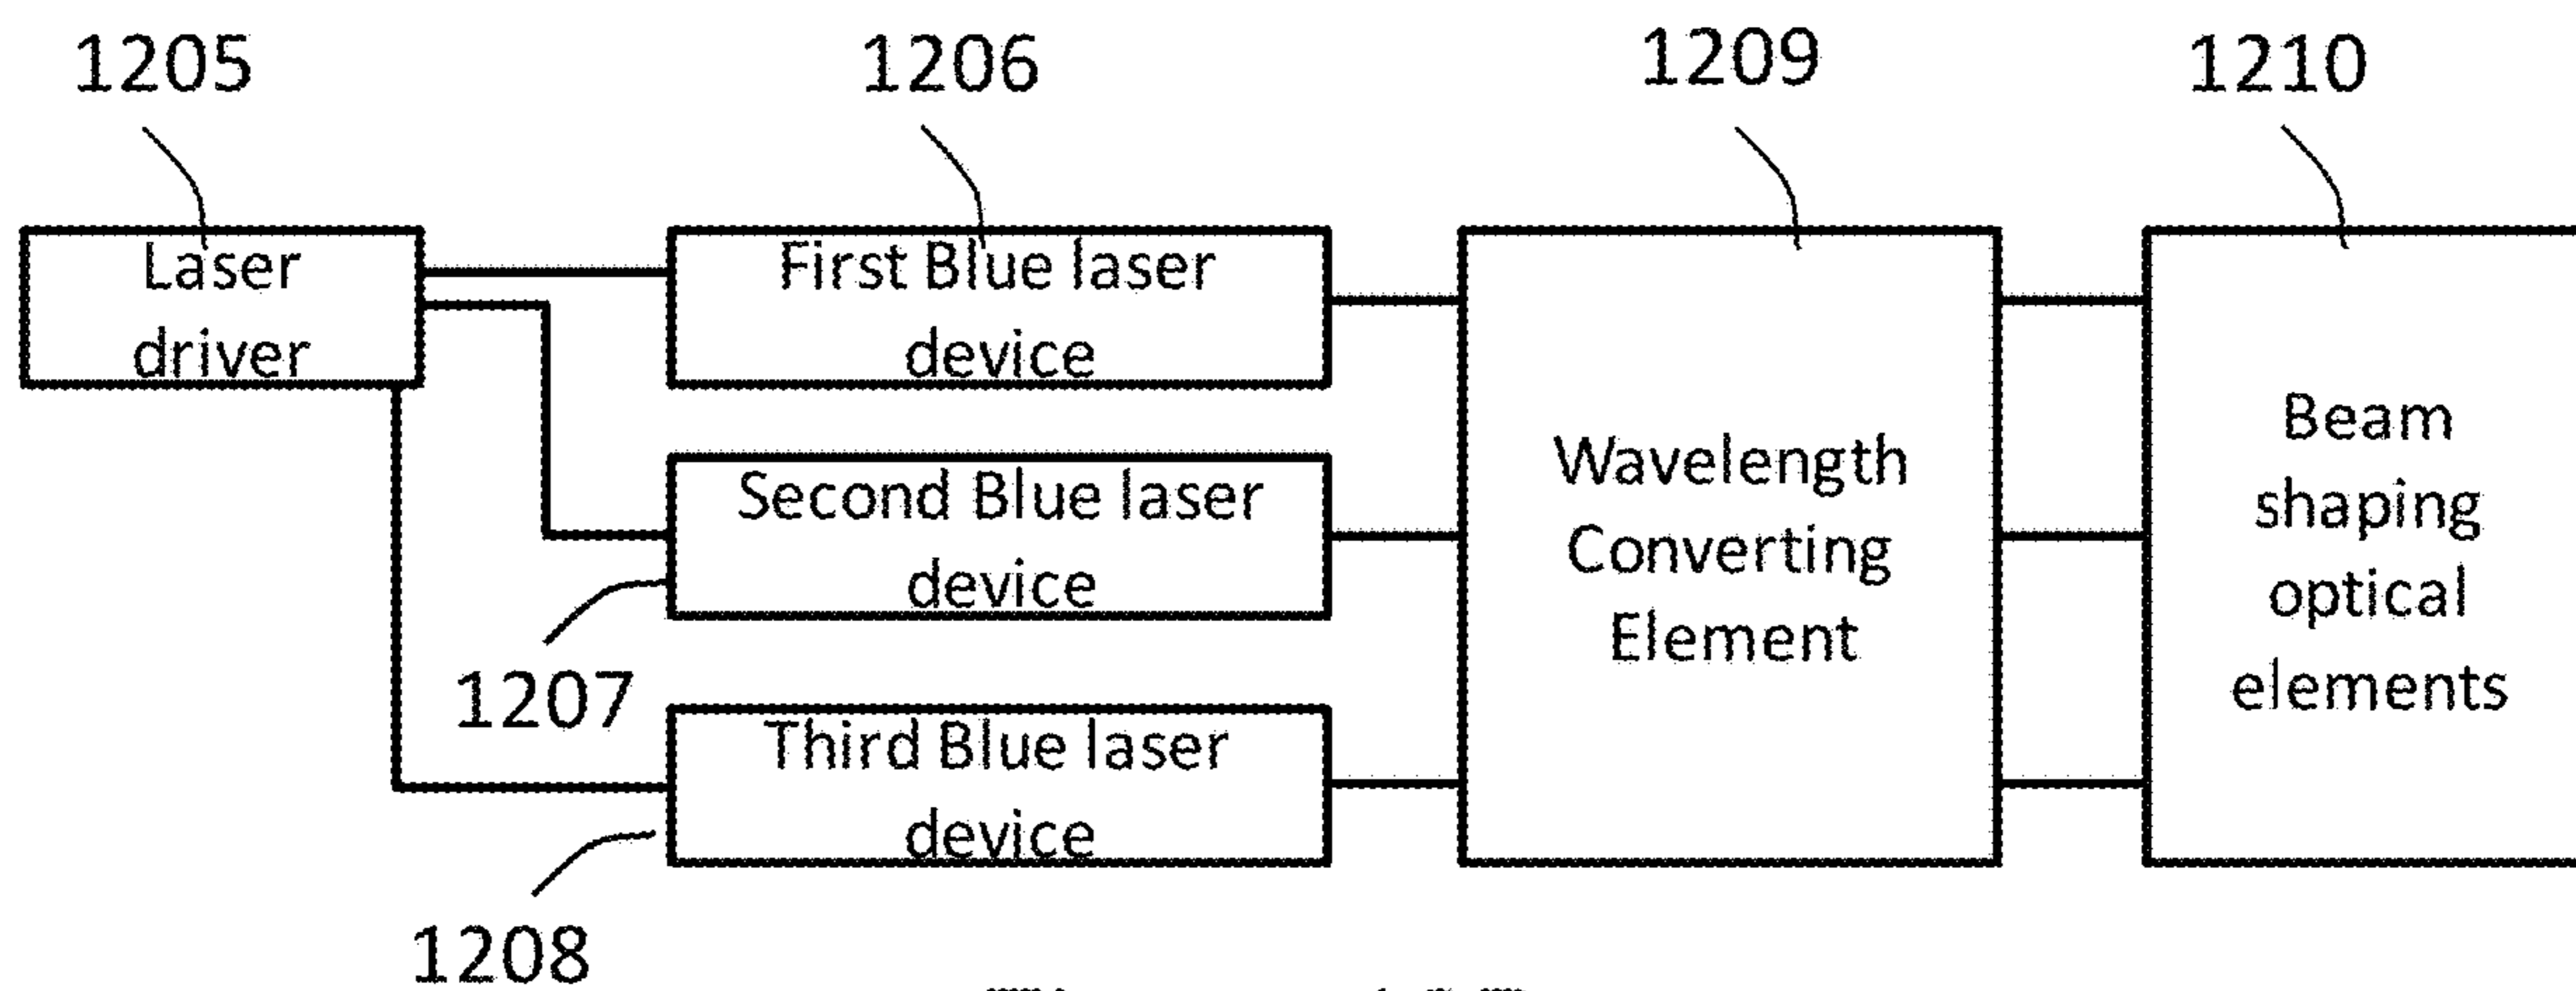 1205
1206
1209
1210
Laser
driver
First Blue laser
device
Second Blue laser
device
1207
Third Blue laser
device
1208
Wavelength
Converting
Element
Beam
shaping
optical
elements